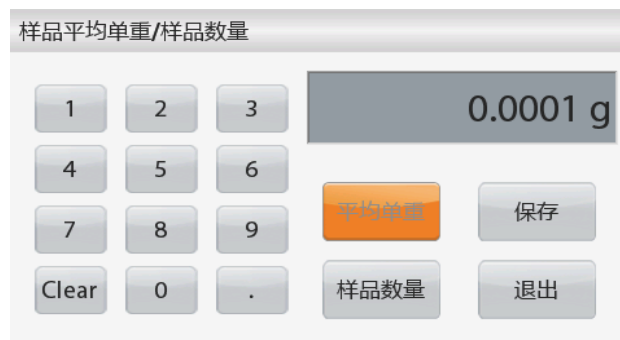 样品平均单重/样品数量
0.0001 g
1 2 3
4 5 6
7 8 9
Clear 0 .
平均单重 保存
样品数量 退出